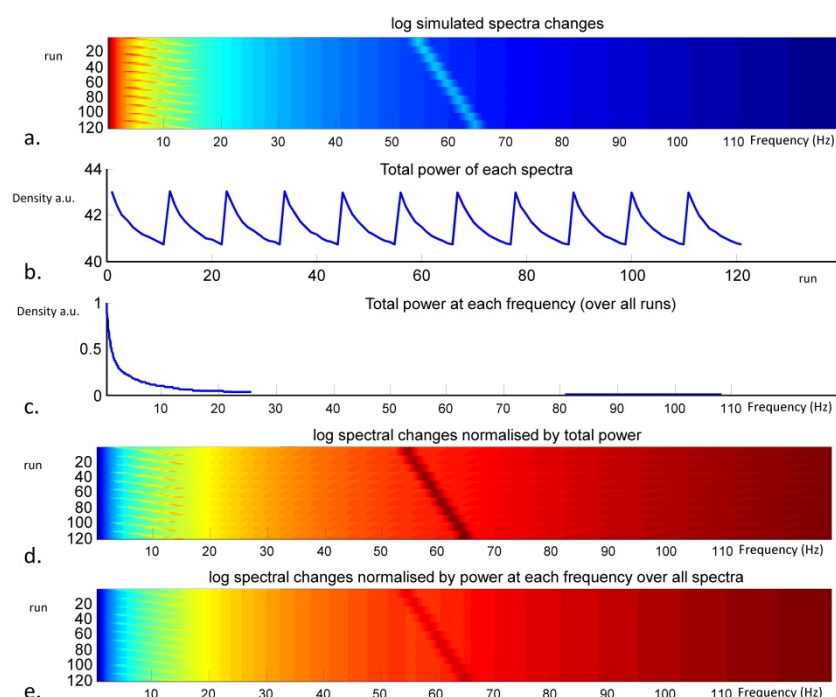 log simulated spectra changes
run
20
40
60
80
100
120
10 20 30 40 50 60 70 80 90 100 110 Frequency (Hz)
a.
Total power of each spectra
44
Density a.u.
42
40
0 20 40 60 80 100 120 run
b.
Total power at each frequency (over all runs)
1
Density a.u.
0.5
0
10 20 30 40 50 60 70 80 90 100 110 Frequency (Hz)
c.
log spectral changes normalised by total power
run
20
40
60
80
100
120
10 20 30 40 50 60 70 80 90 100 110 Frequency (Hz)
d.
log spectral changes normalised by power at each frequency over all spectra
run
20
40
60
80
100
120
10 20 30 40 50 60 70 80 90 100 110 Frequency (Hz)
e.